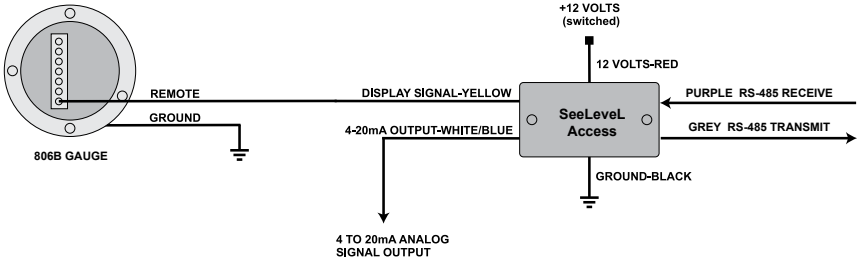 +12 VOLTS
(switched)
12 VOLTS-RED
REMOTE
DISPLAY SIGNAL-YELLOW
SeeLeveL
Access
PURPLE RS-485 RECEIVE
GROUND
4-20mA OUTPUT-WHITE/BLUE
GREY RS-485 TRANSMIT
806B GAUGE
GROUND-BLACK
4 TO 20mA ANALOG
SIGNAL OUTPUT